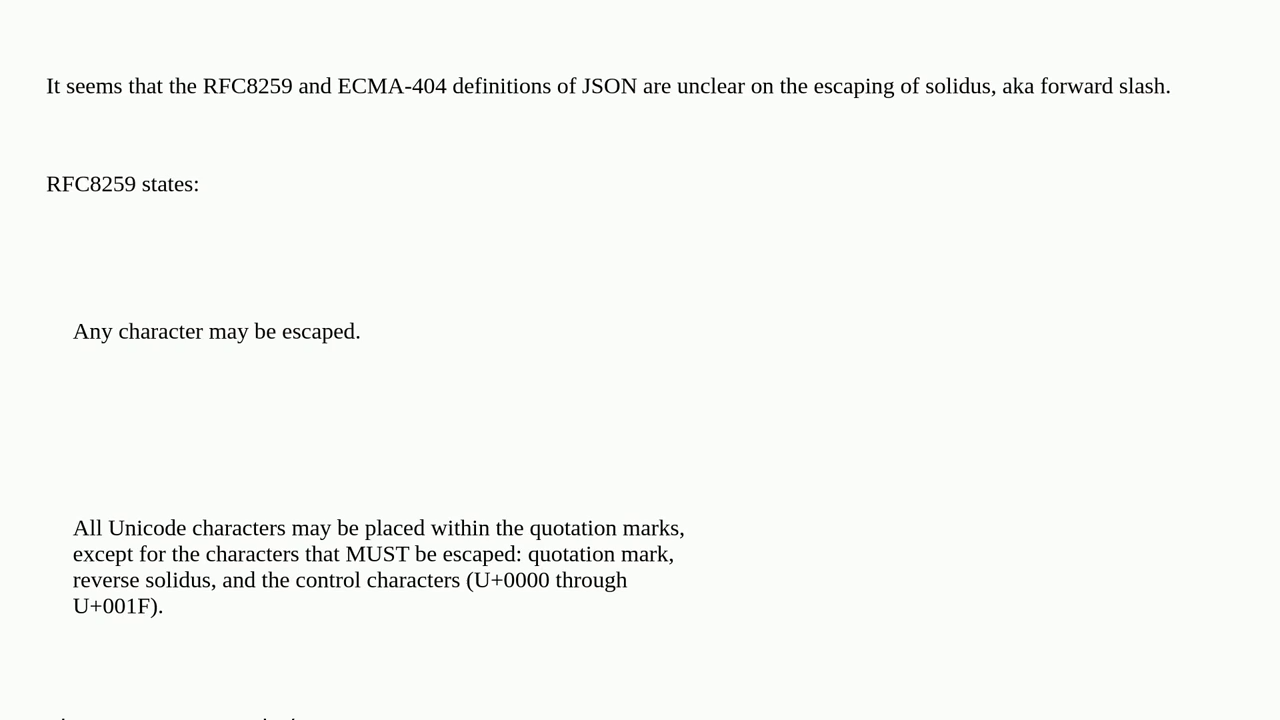 It seems that the RFC8259 and ECMA-404 definitions of JSON are unclear on the escaping of solidus, aka forward slash.
RFC8259 states:
Any character may be escaped.
All Unicode characters may be placed within the quotation marks,
except for the characters that MUST be escaped: quotation mark,
reverse solidus, and the control characters (U+0000 through
U+001F).